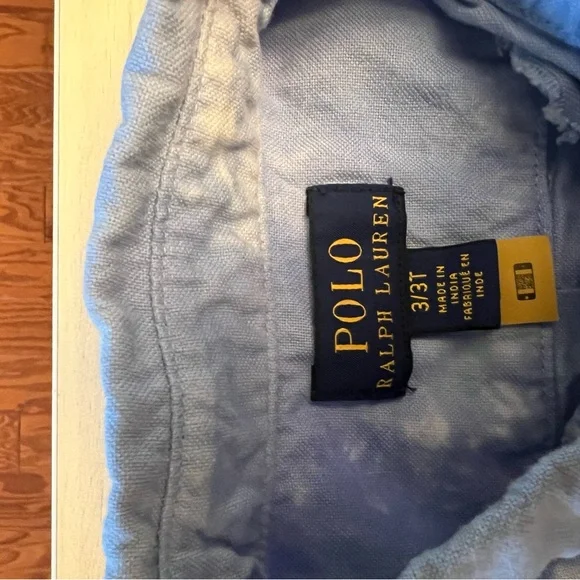 POLO
RALPH LAUREN
3/3T
MADE IN
INDIA
FABRIQUÉ EN
INDE